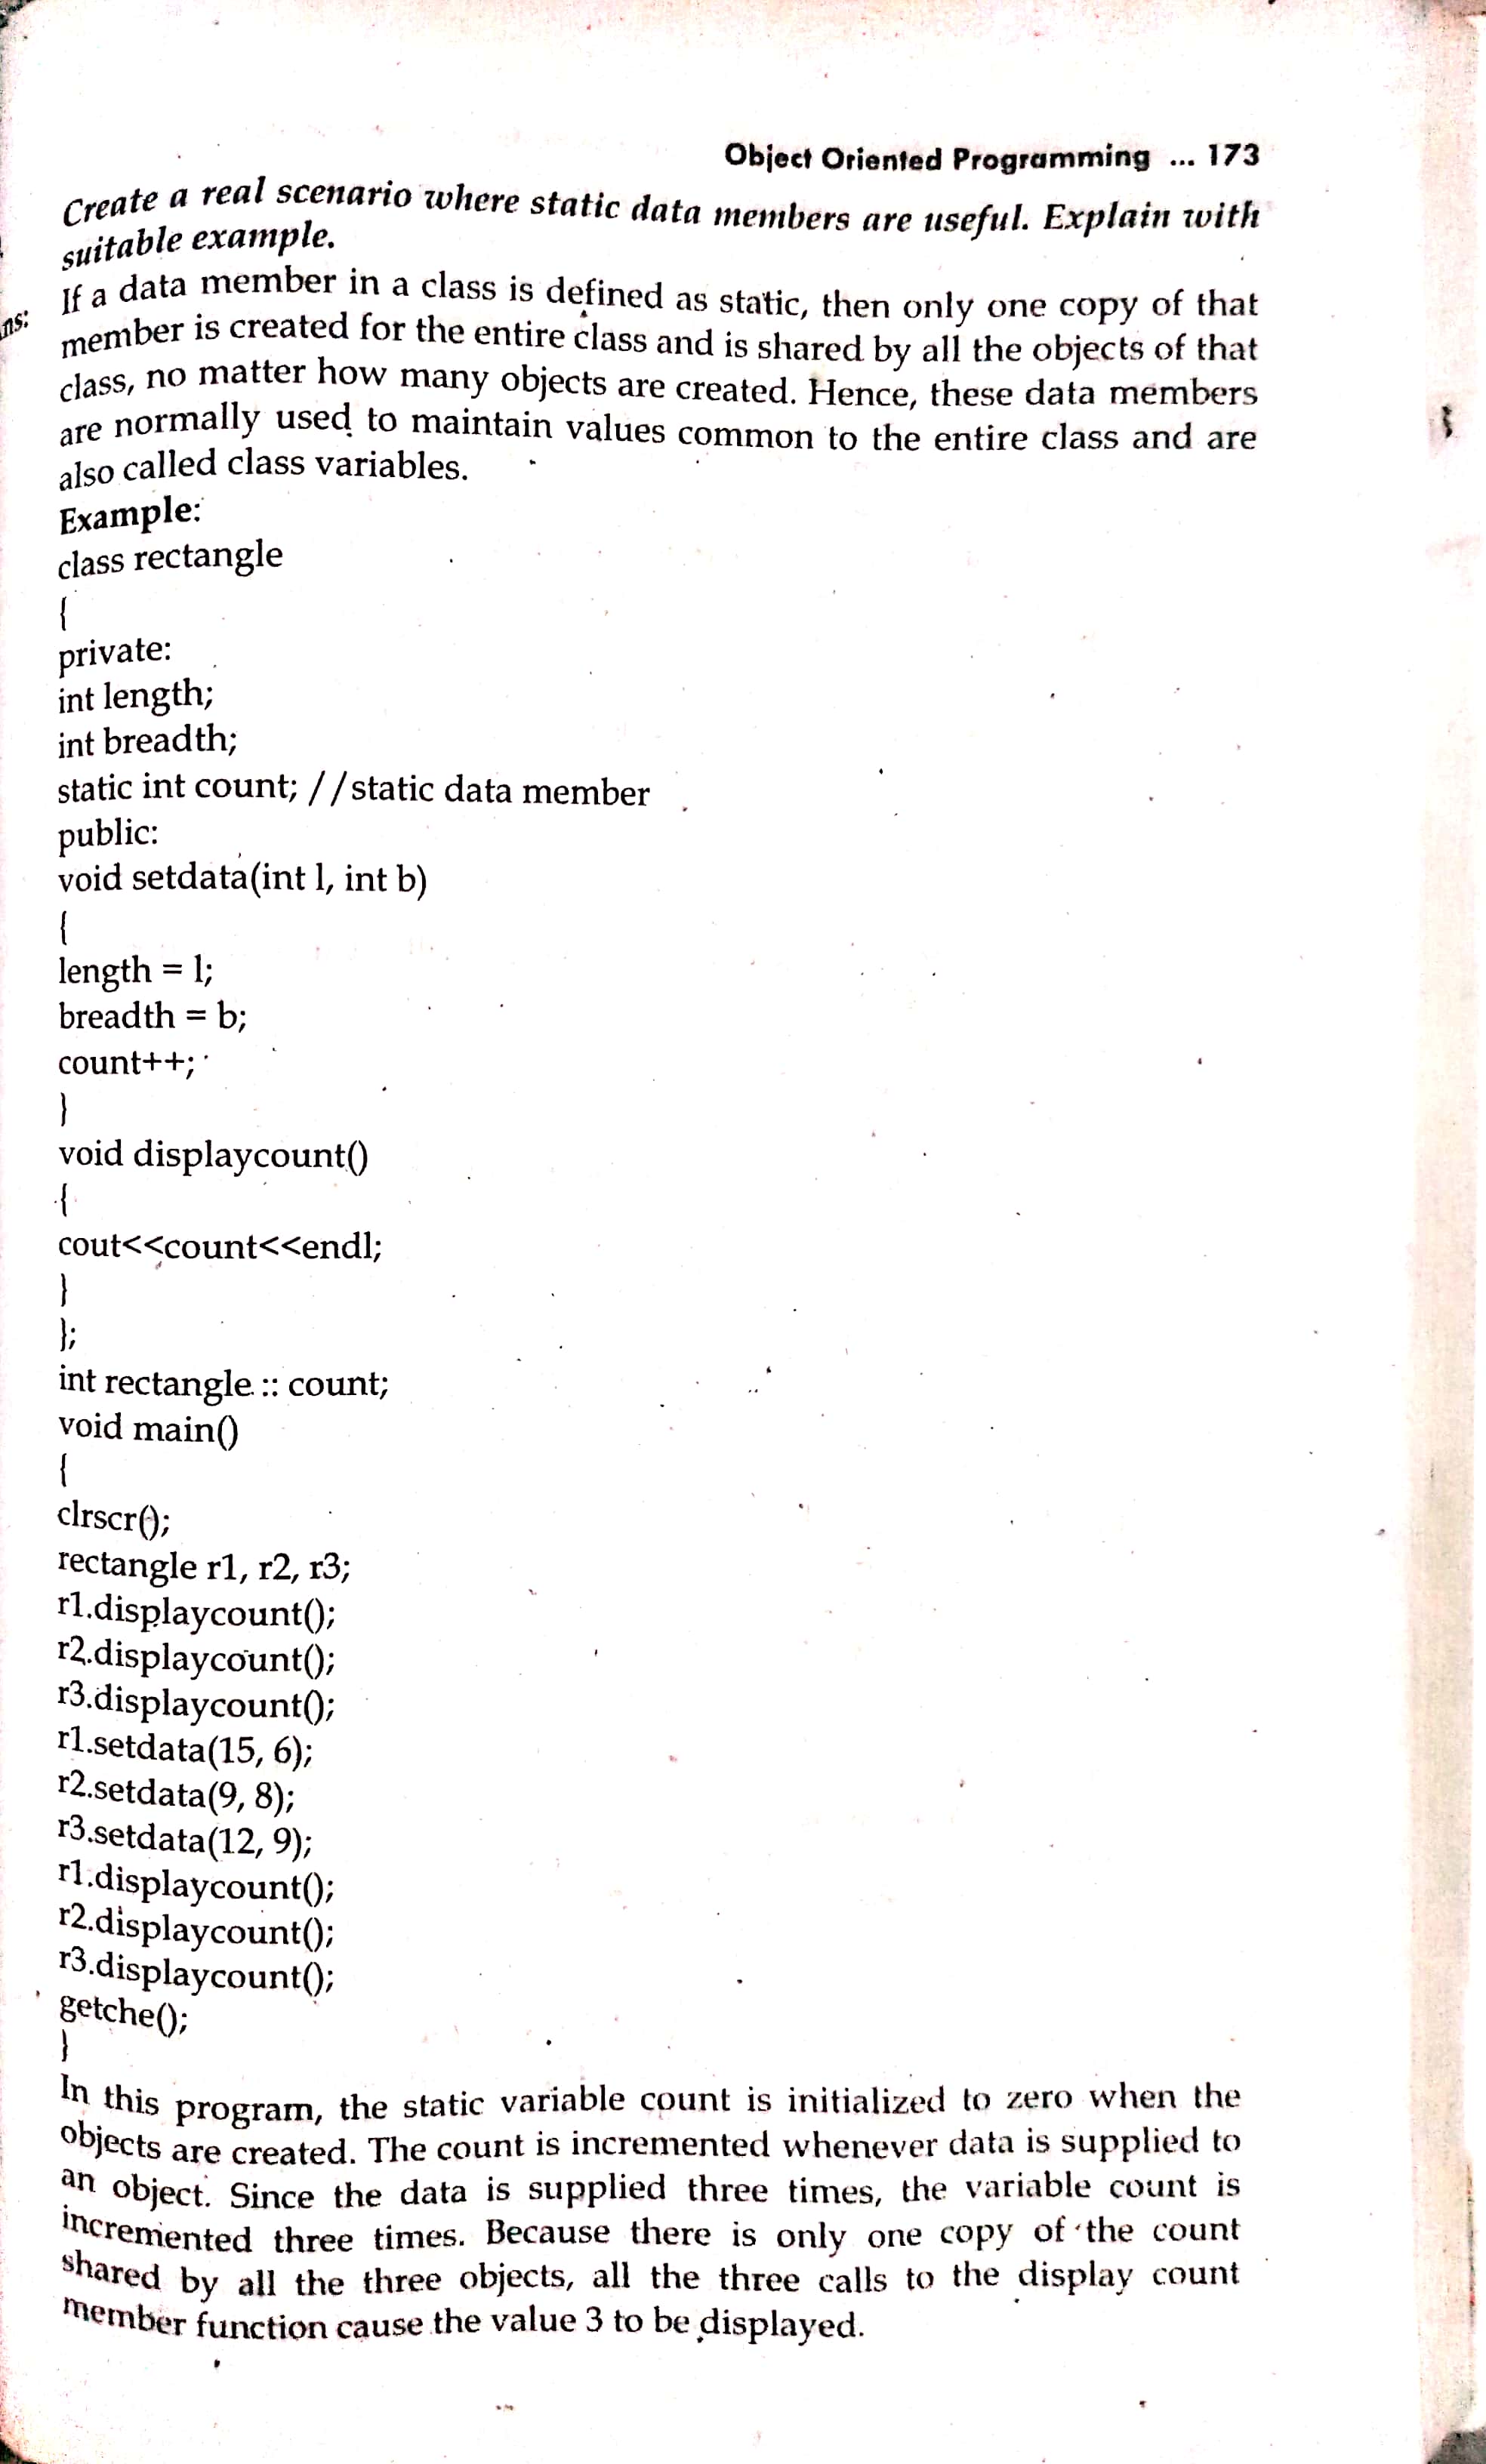 Object Oriented Programming ... 173
Create a real scenario where static data members are useful. Explain with
suitable example.
ns: If a data member in a class is defined as static, then only one copy of that
member is created for the entire class and is shared by all the objects of that
class, no matter how many objects are created. Hence, these data members
are normally used to maintain values common to the entire class and are
also called class variables.
Example:
class rectangle
{
private:
int length;
int breadth;
static int count; //static data member
public:
void setdata(int l, int b)
{
length = l;
breadth = b;
count++;
}
void displaycount()
{
cout<<count<<endl;
}
};
int rectangle :: count;
void main()
{
clrscr();
rectangle r1, r2, r3;
r1.displaycount();
r2.displaycount();
r3.displaycount();
r1.setdata(15, 6);
r2.setdata(9, 8);
r3.setdata(12, 9);
r1.displaycount();
r2.displaycount();
r3.displaycount();
getche();
}
In this program, the static variable count is initialized to zero when the
objects are created. The count is incremented whenever data is supplied to
an object. Since the data is supplied three times, the variable count is
incremented three times. Because there is only one copy of the count
shared by all the three objects, all the three calls to the display count
member function cause the value 3 to be displayed.